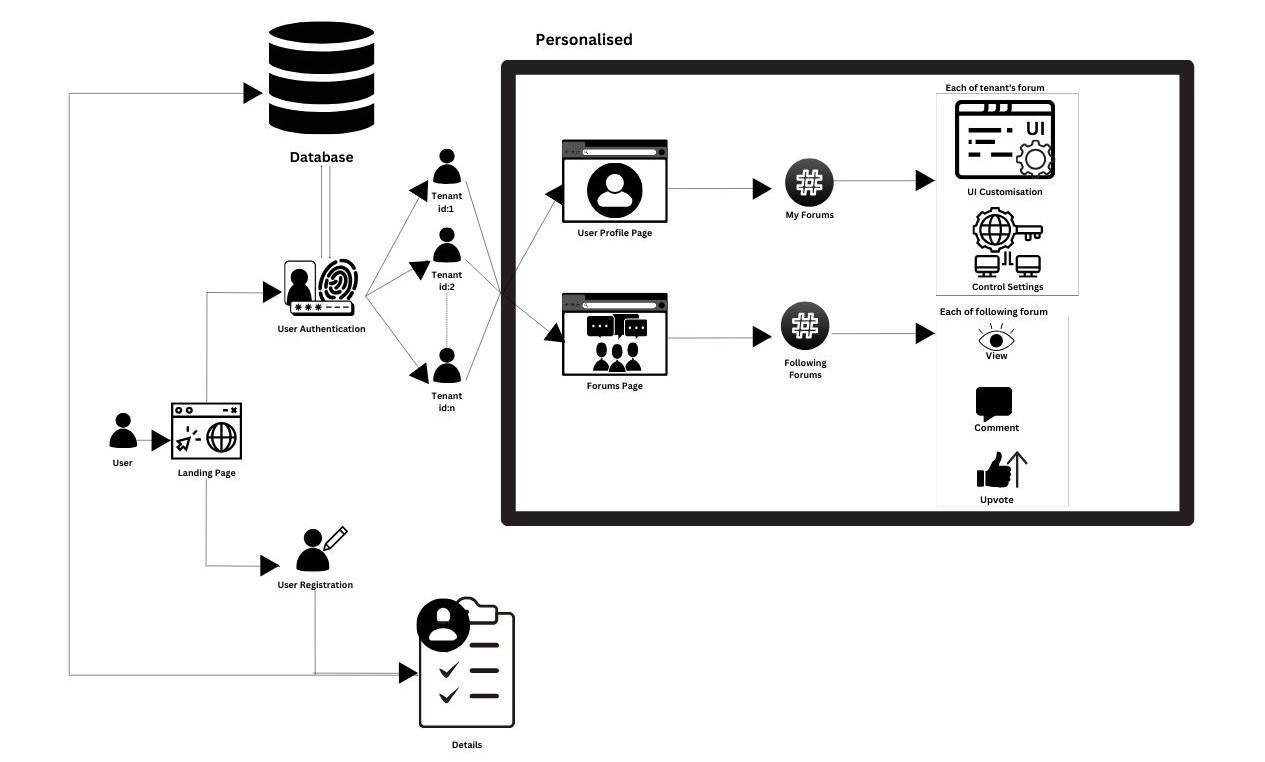 Personalised
Each of tenant's forum
UI
Database
Tenant
id:1
UI Customisation
My Forums
User Profile Page
Tenant
id:2
Control Settings
Each of following forum
User Authentication
View
Following
Forums
Forums Page
Tenant
id:n
Comment
User
Landing Page
Upvote
User Registration
Details